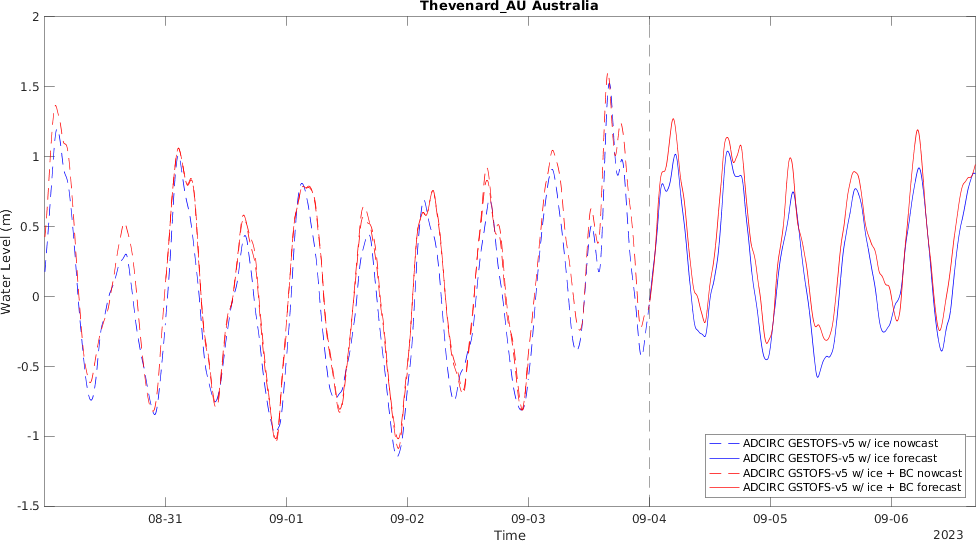 Thevenard_AU Australia
2
1.5
1
0.5
0
-0.5
-1
-1.5
Water Level (m)
08-31 09-01 09-02 09-03 09-04 09-05 09-06
Time
2023
ADCIRC GESTOFS-v5 w/ ice nowcast
ADCIRC GESTOFS-v5 w/ ice forecast
ADCIRC GSTOFS-v5 w/ ice + BC nowcast
ADCIRC GSTOFS-v5 w/ ice + BC forecast